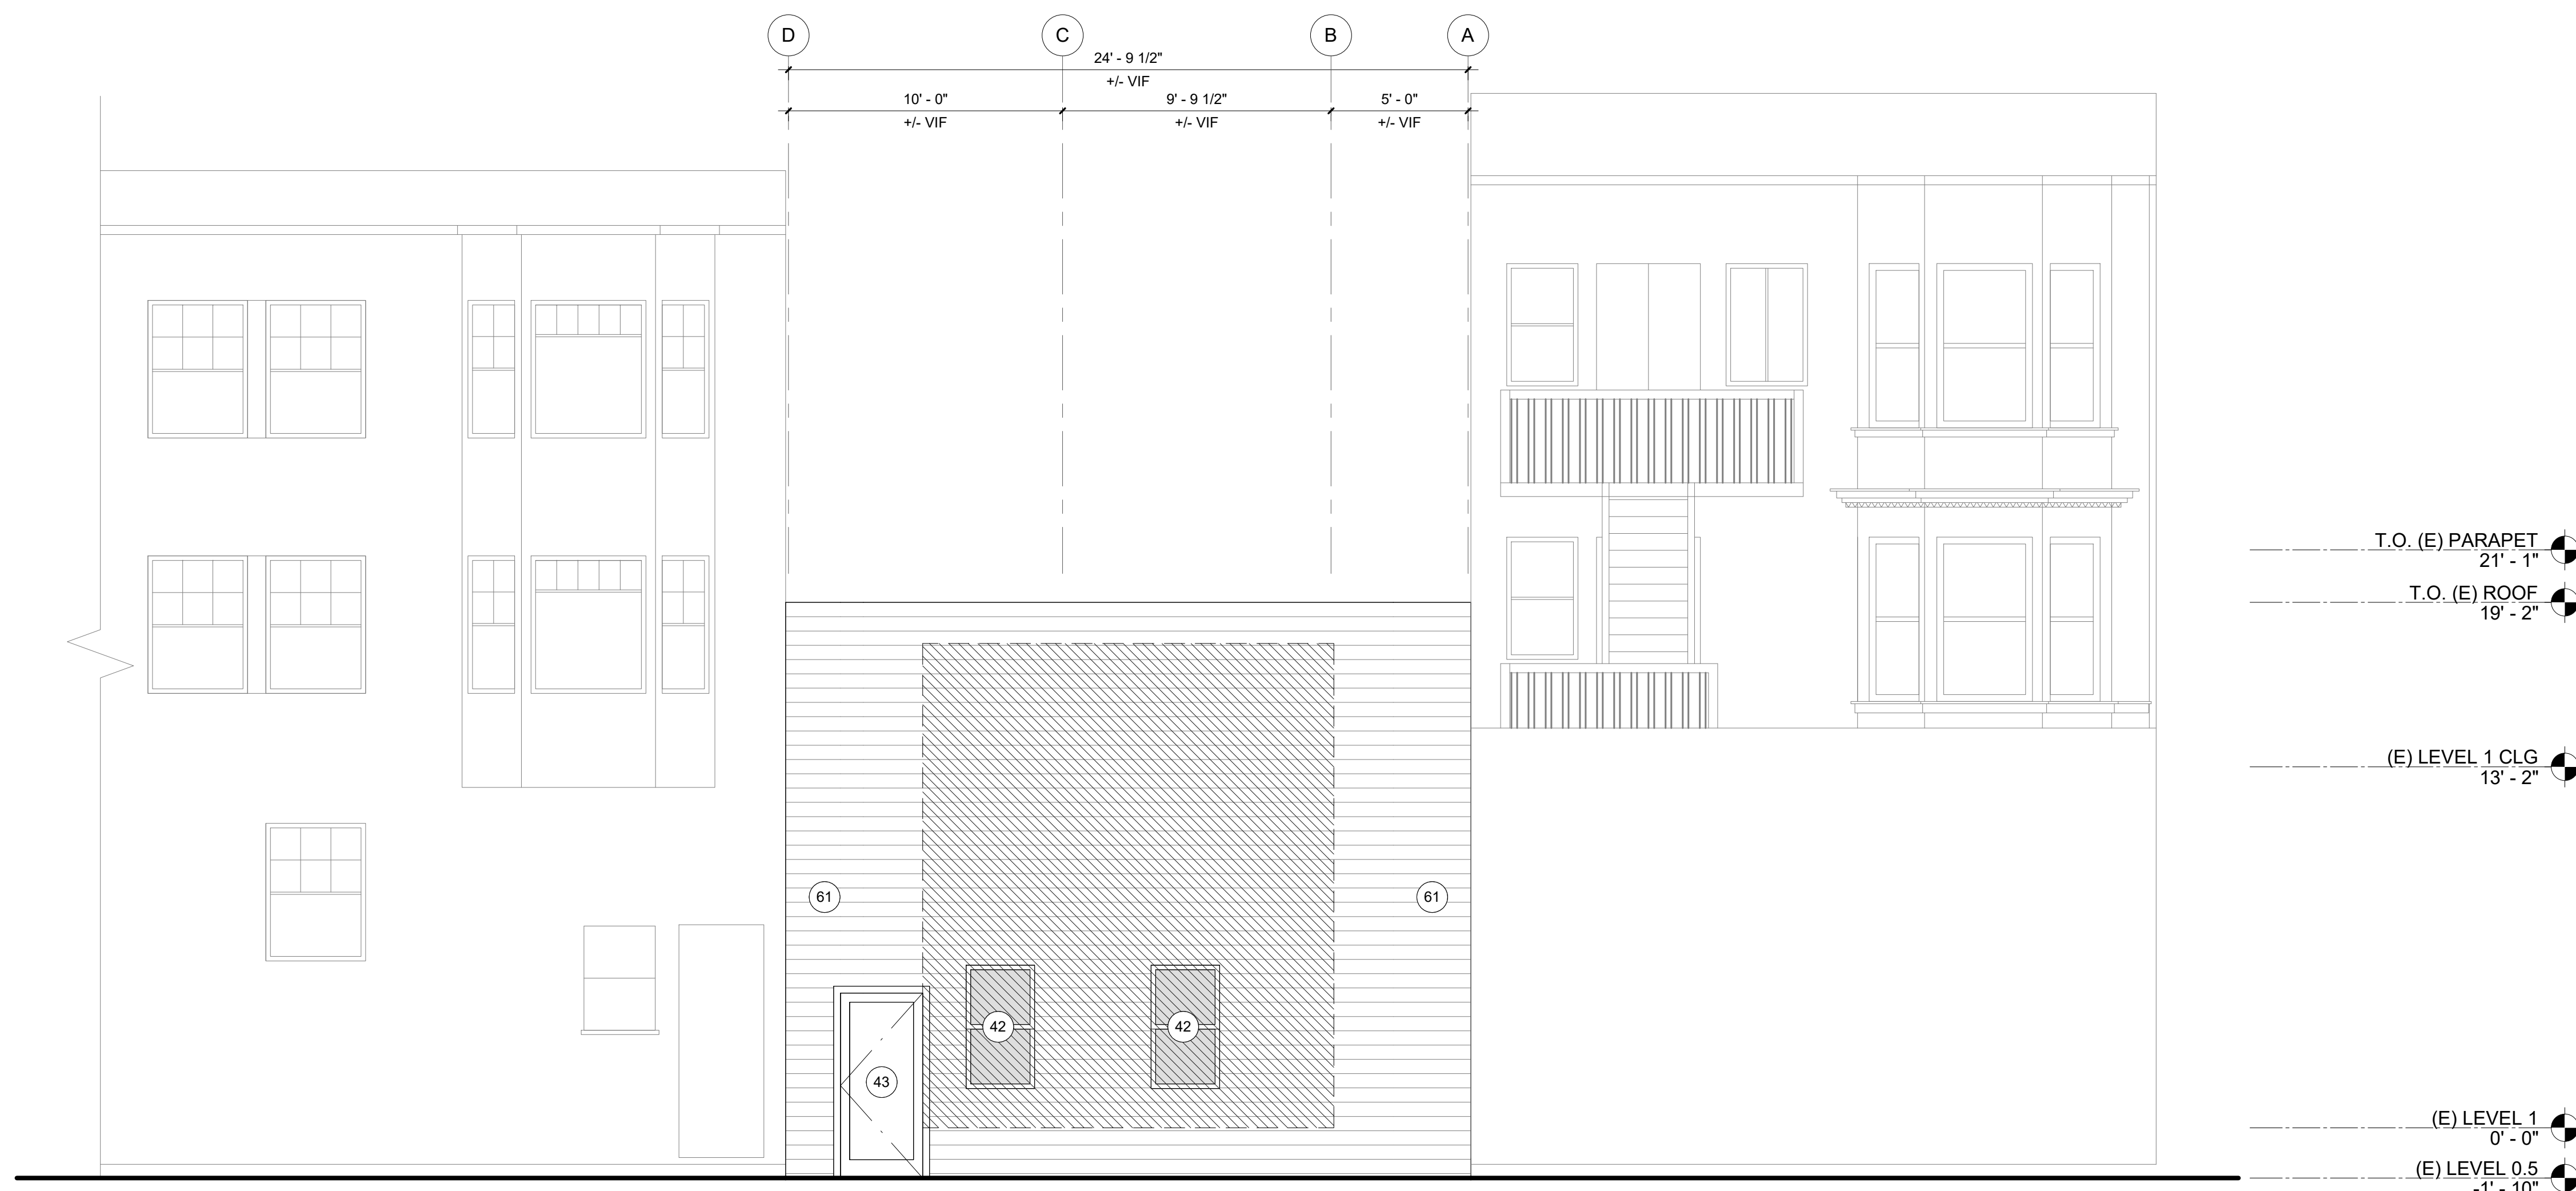 D
C
B
A
24' - 9 1/2"
+/- VIF
10' - 0"
9' - 9 1/2"
5' - 0"
+/- VIF
+/- VIF
+/- VIF
T.O. (E) PARAPET
21' - 1"
T.O. (E) ROOF
19' - 2"
(E) LEVEL 1 CLG
13' - 2"
61
61
42
42
43
(E) LEVEL 1
0' - 0"
(E) LEVEL 0.5
-1' - 10"